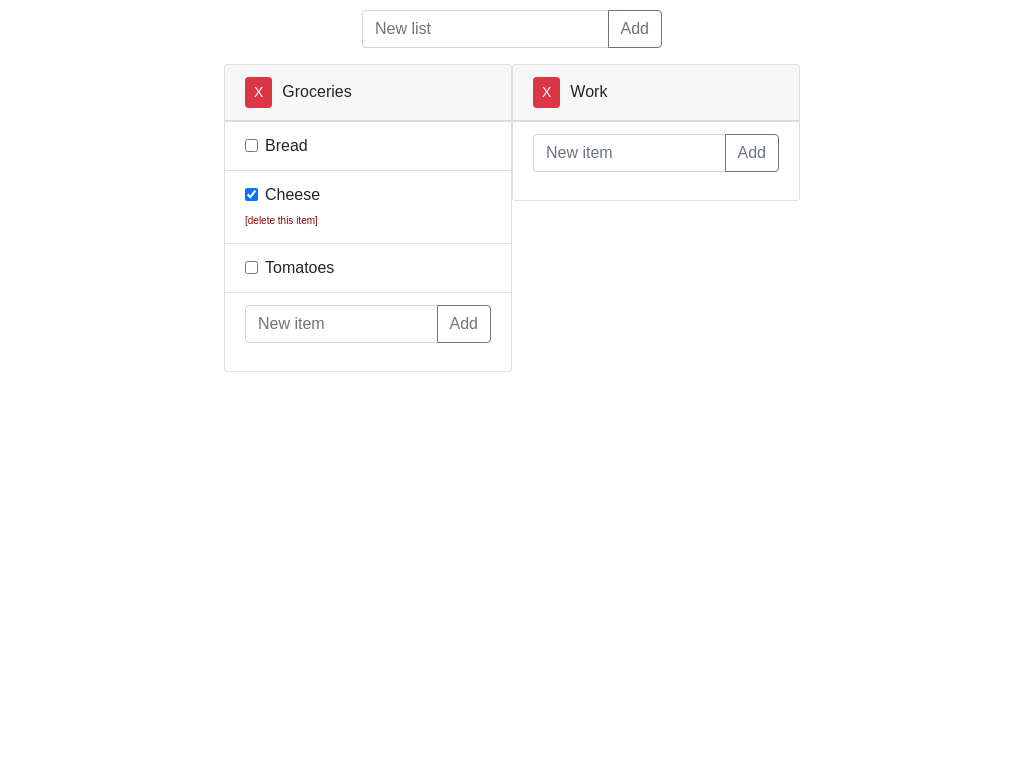 New list Add
X Groceries
Bread
Cheese
[delete this item]
Tomatoes
New item Add
X Work
New item Add